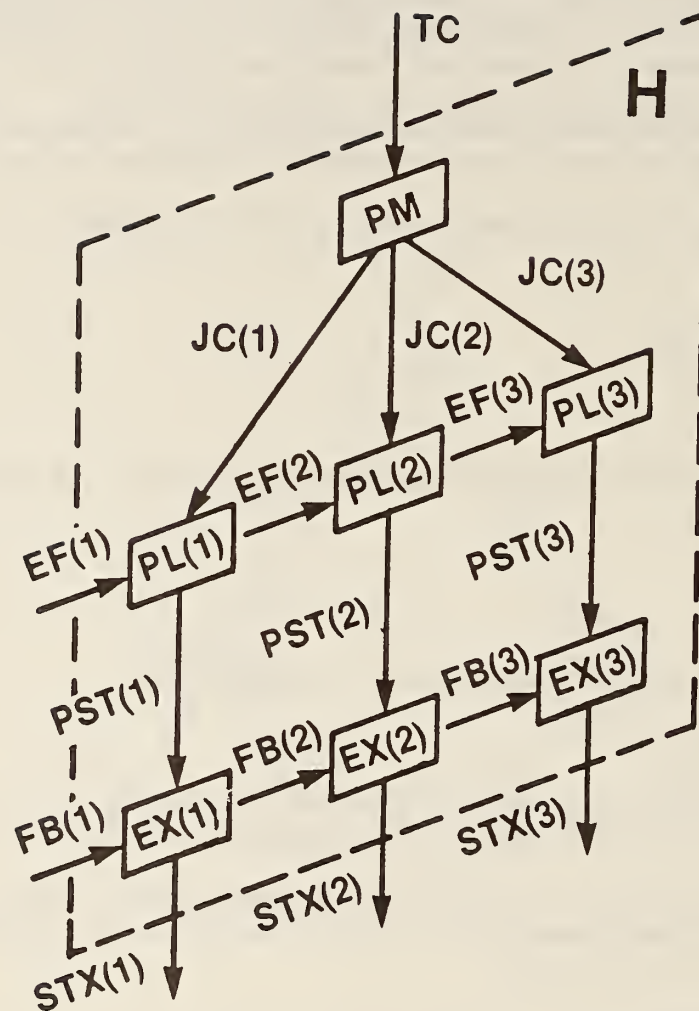 TC
H
PM
JC(1)
JC(2)
JC(3)
EF(3)
PL(3)
EF(2)
PL(2)
EF(1)
PL(1)
PST(3)
PST(2)
PST(1)
FB(3)
EX(3)
FB(2)
EX(2)
FB(1)
EX(1)
STX(3)
STX(2)
STX(1)